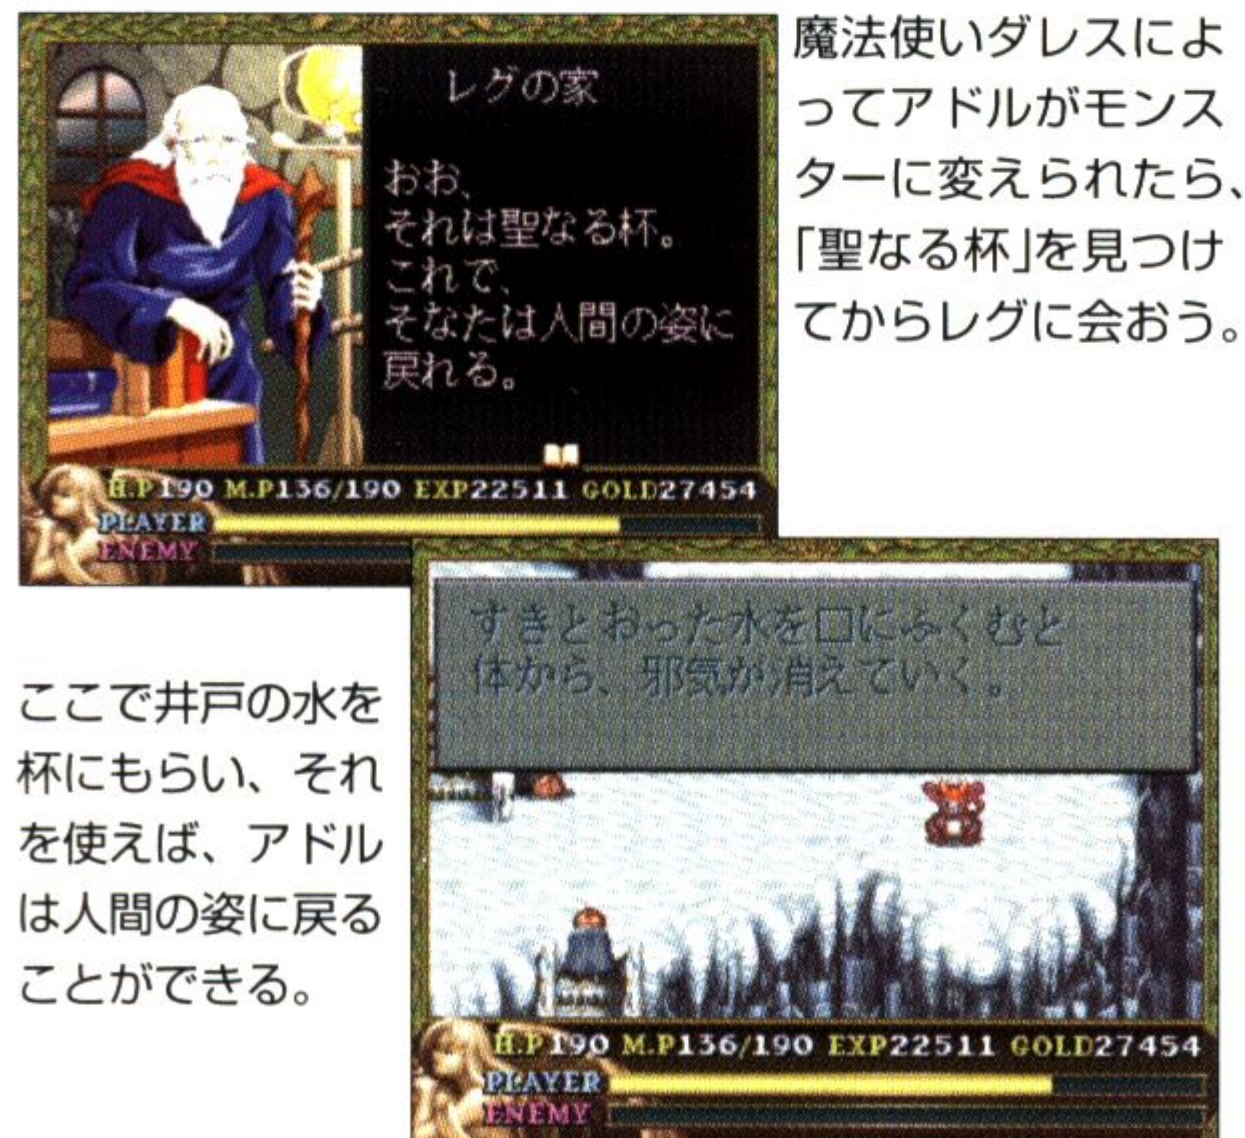 魔法使いダレスによ
ってアドルがモンス
ターに変えられたら、
「聖なる杯」を見つけ
てからレグに会おう。
レグの家
おお、
それは聖なる杯。
これで、
そなたは人間の姿に
戻れる。
H.P190 M.P136/190 EXP22511 GOLD27454
PLAYER
ENEMY
ここで井戸の水を
杯にもらい、それ
を使えば、アドル
は人間の姿に戻る
ことができる。
すきとおった水を口にふくむと
体から、邪気が消えていく。
H.P190 M.P136/190 EXP22511 GOLD27454
PLAYER
ENEMY